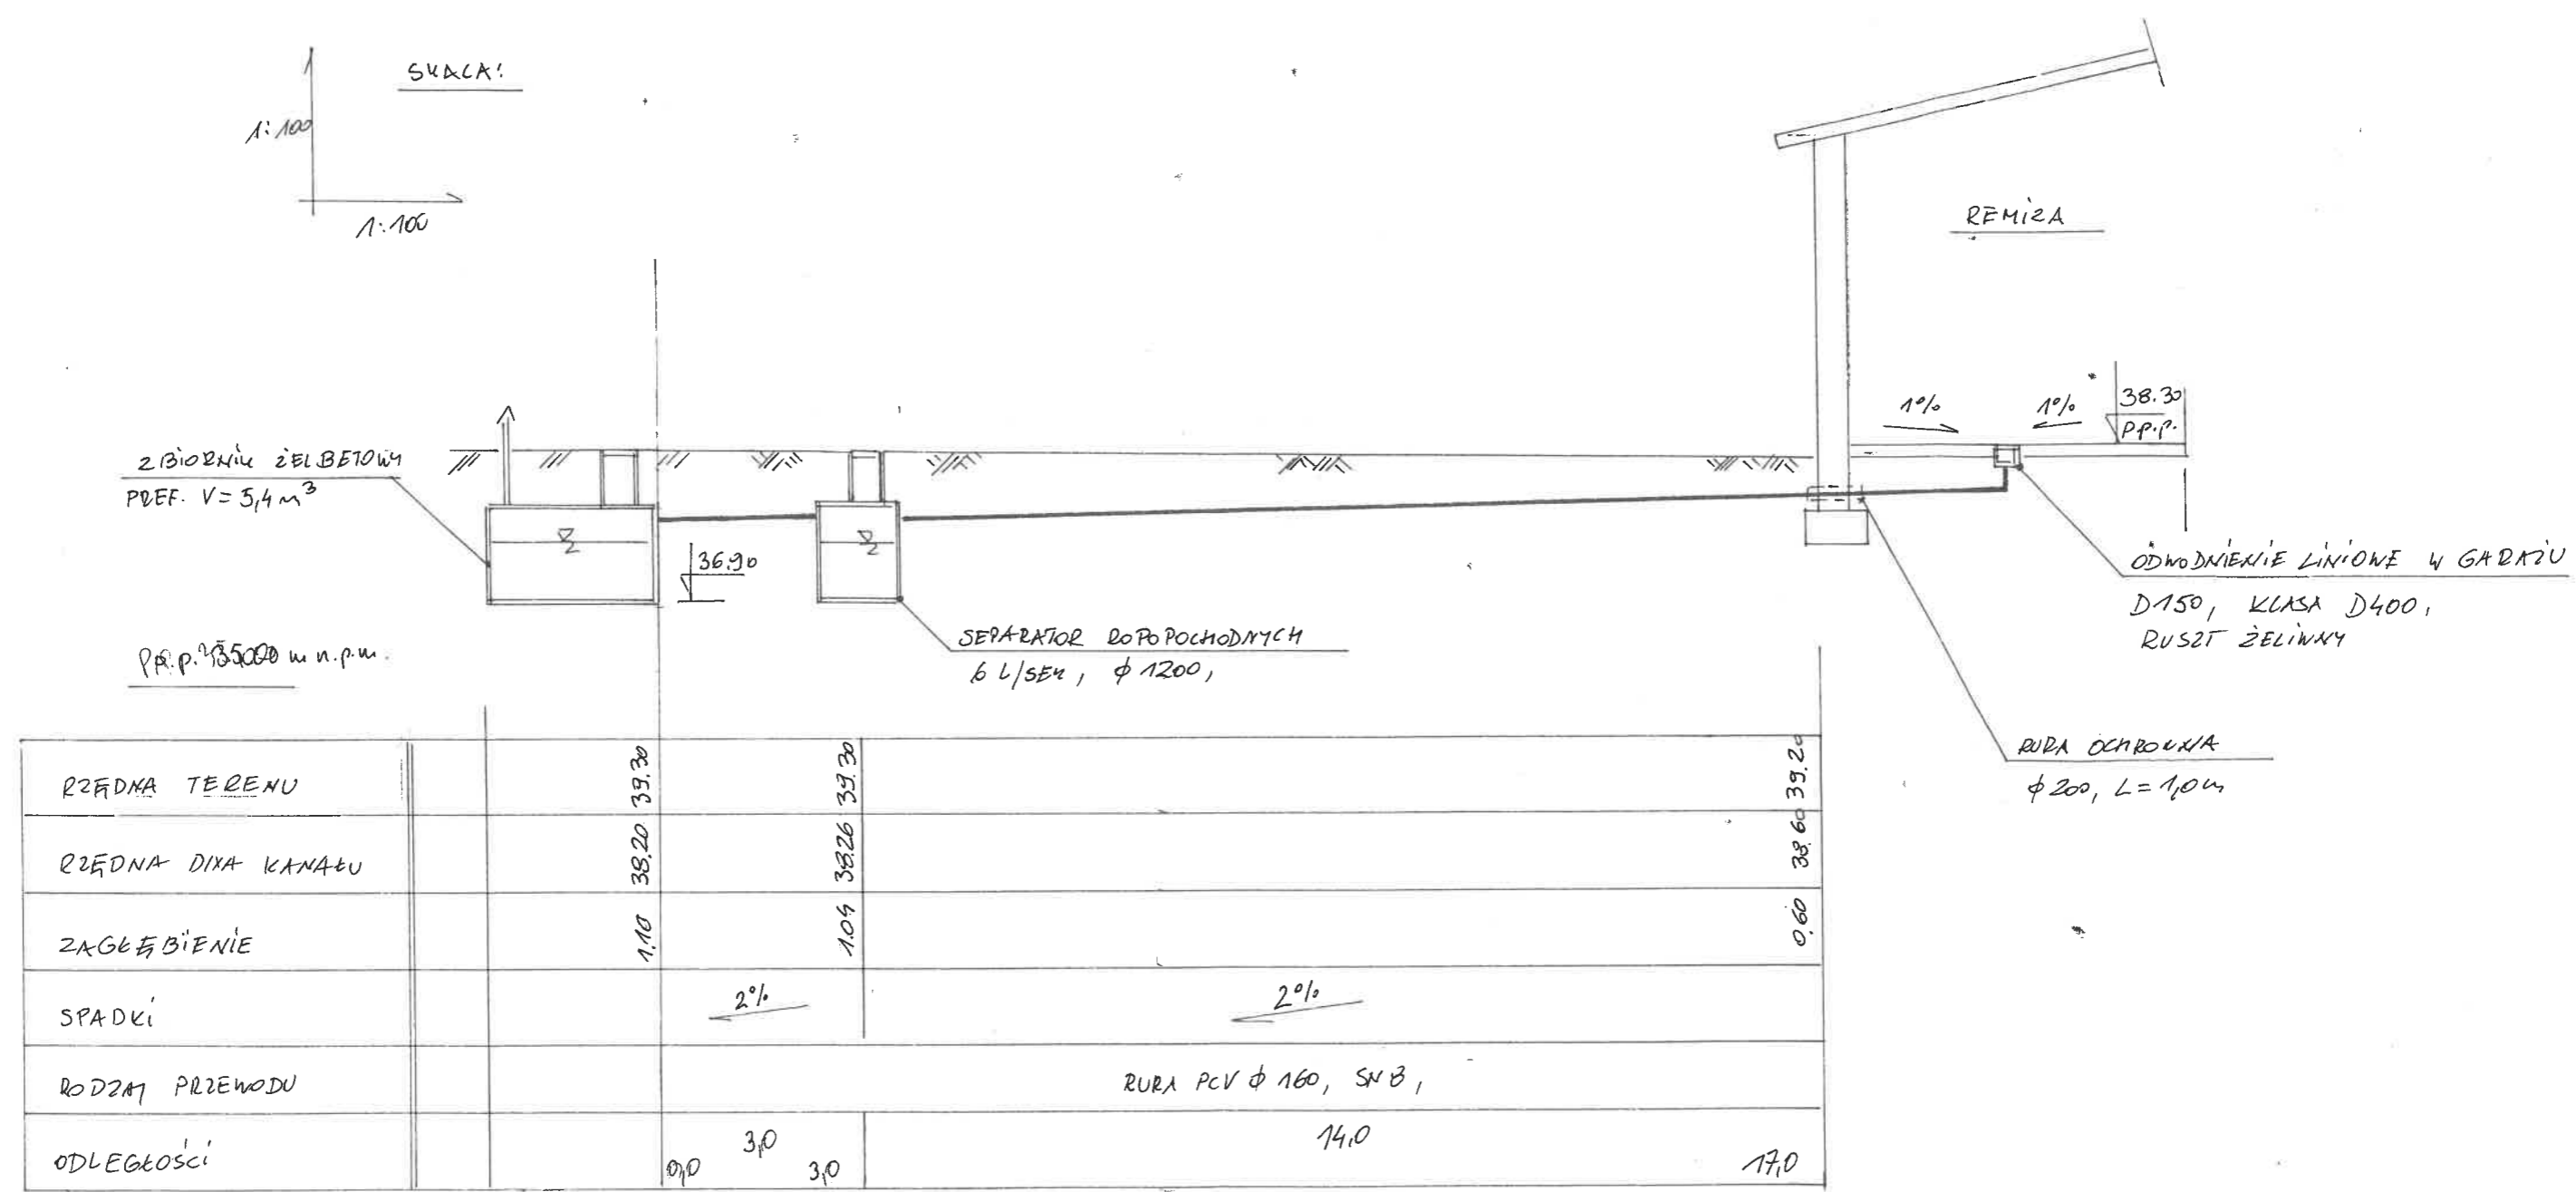 SKALA:
1:100
1:100
REMIZA
1%
1%
38.30
P.P.P.
ZBIORNIK ŻELBETOWY
PREF. V = 5,4 m³
36.90
SEPARATOR ROPOPOCHODNYCH
6 L/SEK, φ 1200,
ODWODNIENIE LINIOWE W GARAŻU
D150, KLASA D400,
RUSZT ŻELIWNY
RURA OCHRONNA
φ 200, L = 1,0 m
m n.p.m.
RZĘDNA TERENU 39.30 39.30 39.20
RZĘDNA DNA KANAŁU 38.20 38.26 38.60
ZAGŁĘBIENIE 1.10 1.04 0,60
SPADKI 2% 2%
RODZAJ PRZEWODU RURA PCV φ 160, SN 8,
ODLEGŁOŚCI 0,0 3,0 3,0 14,0 17,0